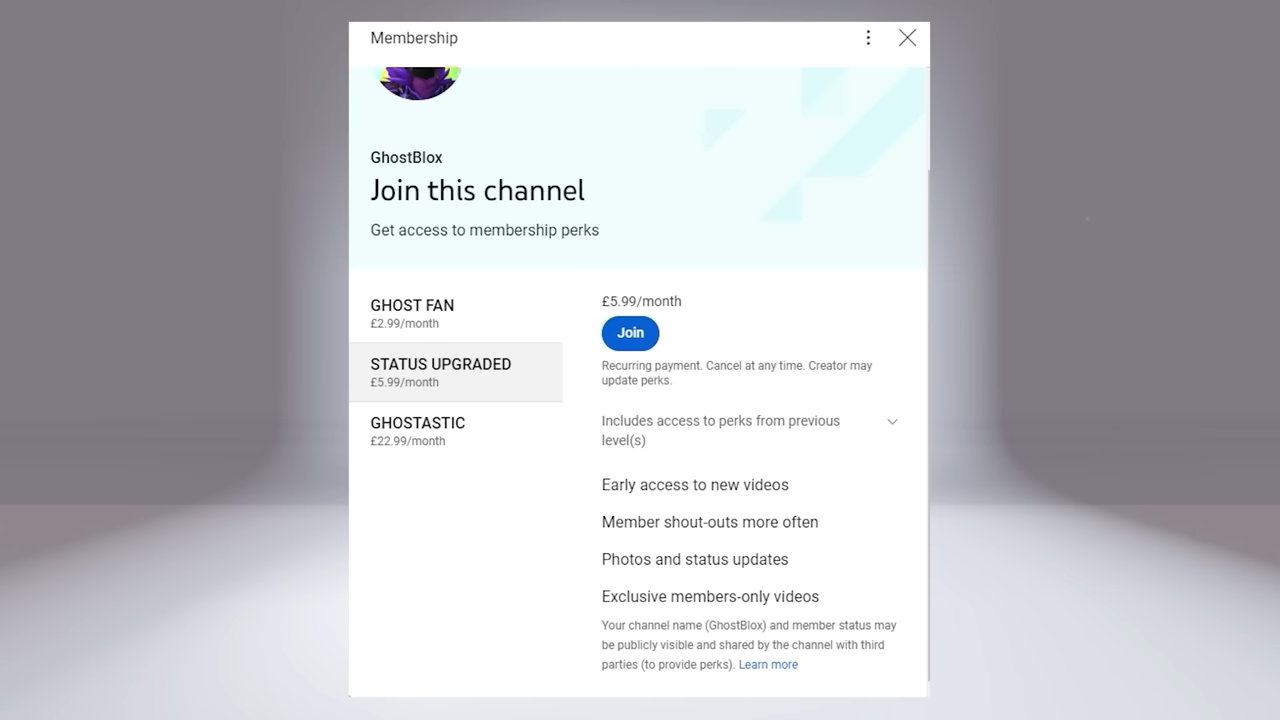 Membership
GhostBlox
Join this channel
Get access to membership perks
GHOST FAN
£2.99/month
STATUS UPGRADED
£5.99/month
GHOSTASTIC
£22.99/month
£5.99/month
Join
Recurring payment. Cancel at any time. Creator may
update perks.
Includes access to perks from previous
level(s)
Early access to new videos
Member shout-outs more often
Photos and status updates
Exclusive members-only videos
Your channel name (GhostBlox) and member status may
be publicly visible and shared by the channel with third
parties (to provide perks). Learn more